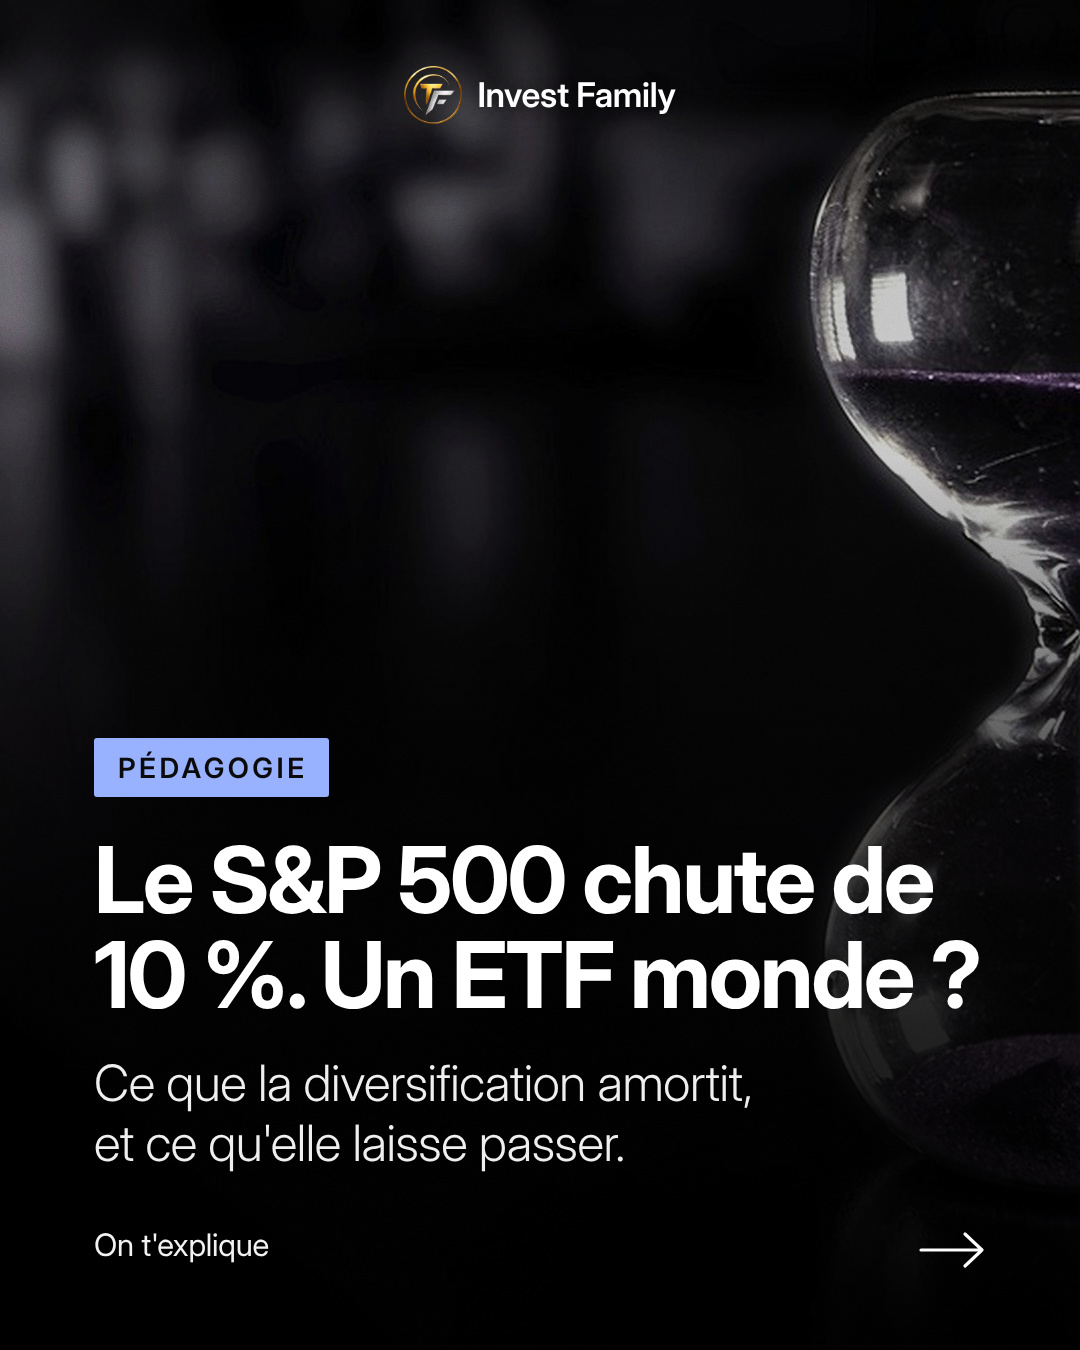 Invest Family
PÉDAGOGIE
Le S&P 500 chute de
10 %. Un ETF monde ?
Ce que la diversification amortit,
et ce qu'elle laisse passer.
On t'explique